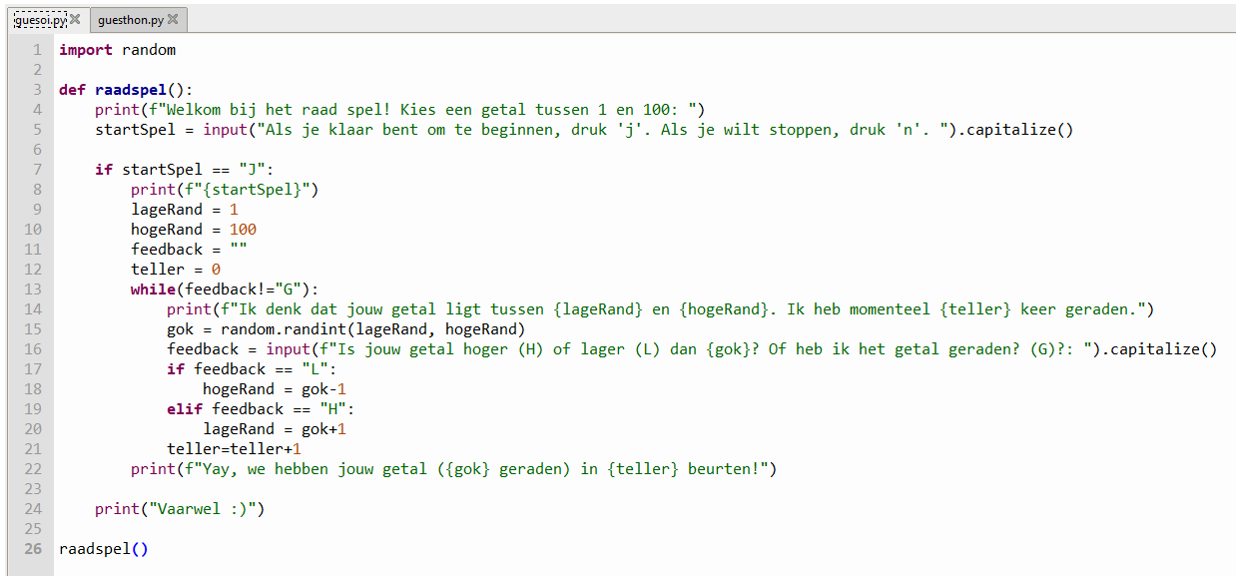 guesoi.py guesthon.py
1 import random
2
3 def raadspel():
4     print(f"Welkom bij het raad spel! Kies een getal tussen 1 en 100: ")
5     startSpel = input("Als je klaar bent om te beginnen, druk 'j'. Als je wilt stoppen, druk 'n'. ").capitalize()
6
7     if startSpel == "J":
8         print(f"{startSpel}")
9         lageRand = 1
10         hogeRand = 100
11         feedback = ""
12         teller = 0
13         while(feedback!="G"):
14             print(f"Ik denk dat jouw getal ligt tussen {lageRand} en {hogeRand}. Ik heb momenteel {teller} keer geraden.")
15             gok = random.randint(lageRand, hogeRand)
16             feedback = input(f"Is jouw getal hoger (H) of lager (L) dan {gok}? Of heb ik het getal geraden? (G)?: ").capitalize()
17             if feedback == "L":
18                 hogeRand = gok-1
19             elif feedback == "H":
20                 lageRand = gok+1
21             teller=teller+1
22         print(f"Yay, we hebben jouw getal ({gok} geraden) in {teller} beurten!")
23
24     print("Vaarwel :)")
25
26 raadspel()